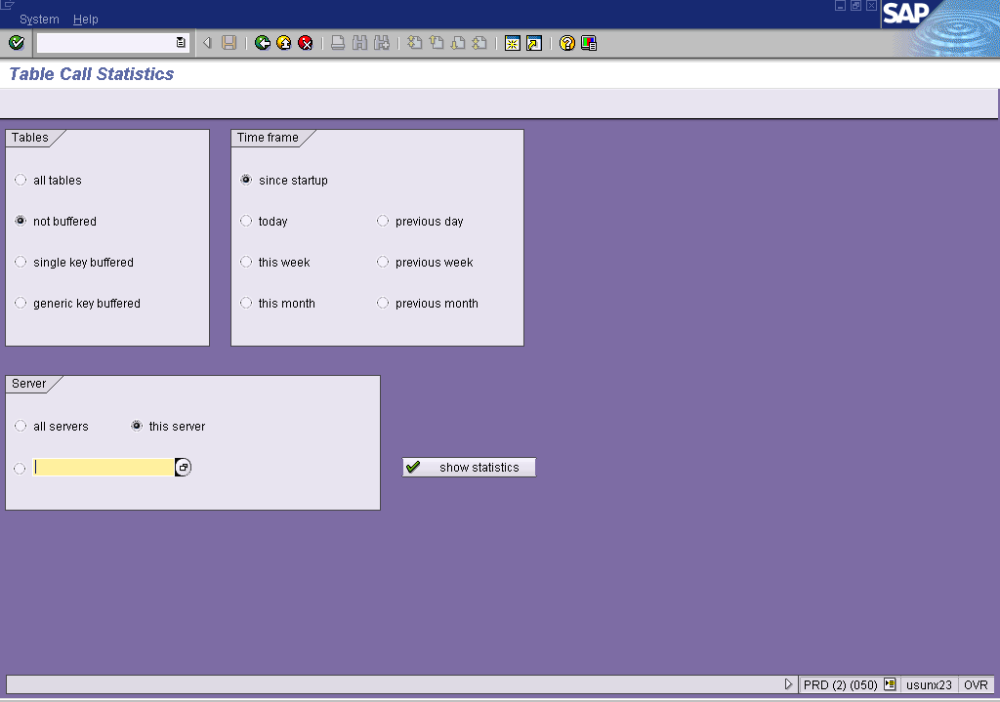 System Help
SAP
Table Call Statistics
Tables
all tables
not buffered
single key buffered
generic key buffered
Time frame
since startup
today previous day
this week previous week
this month previous month
Server
all servers this server
show statistics
PRD (2) (050) usunx23 OVR